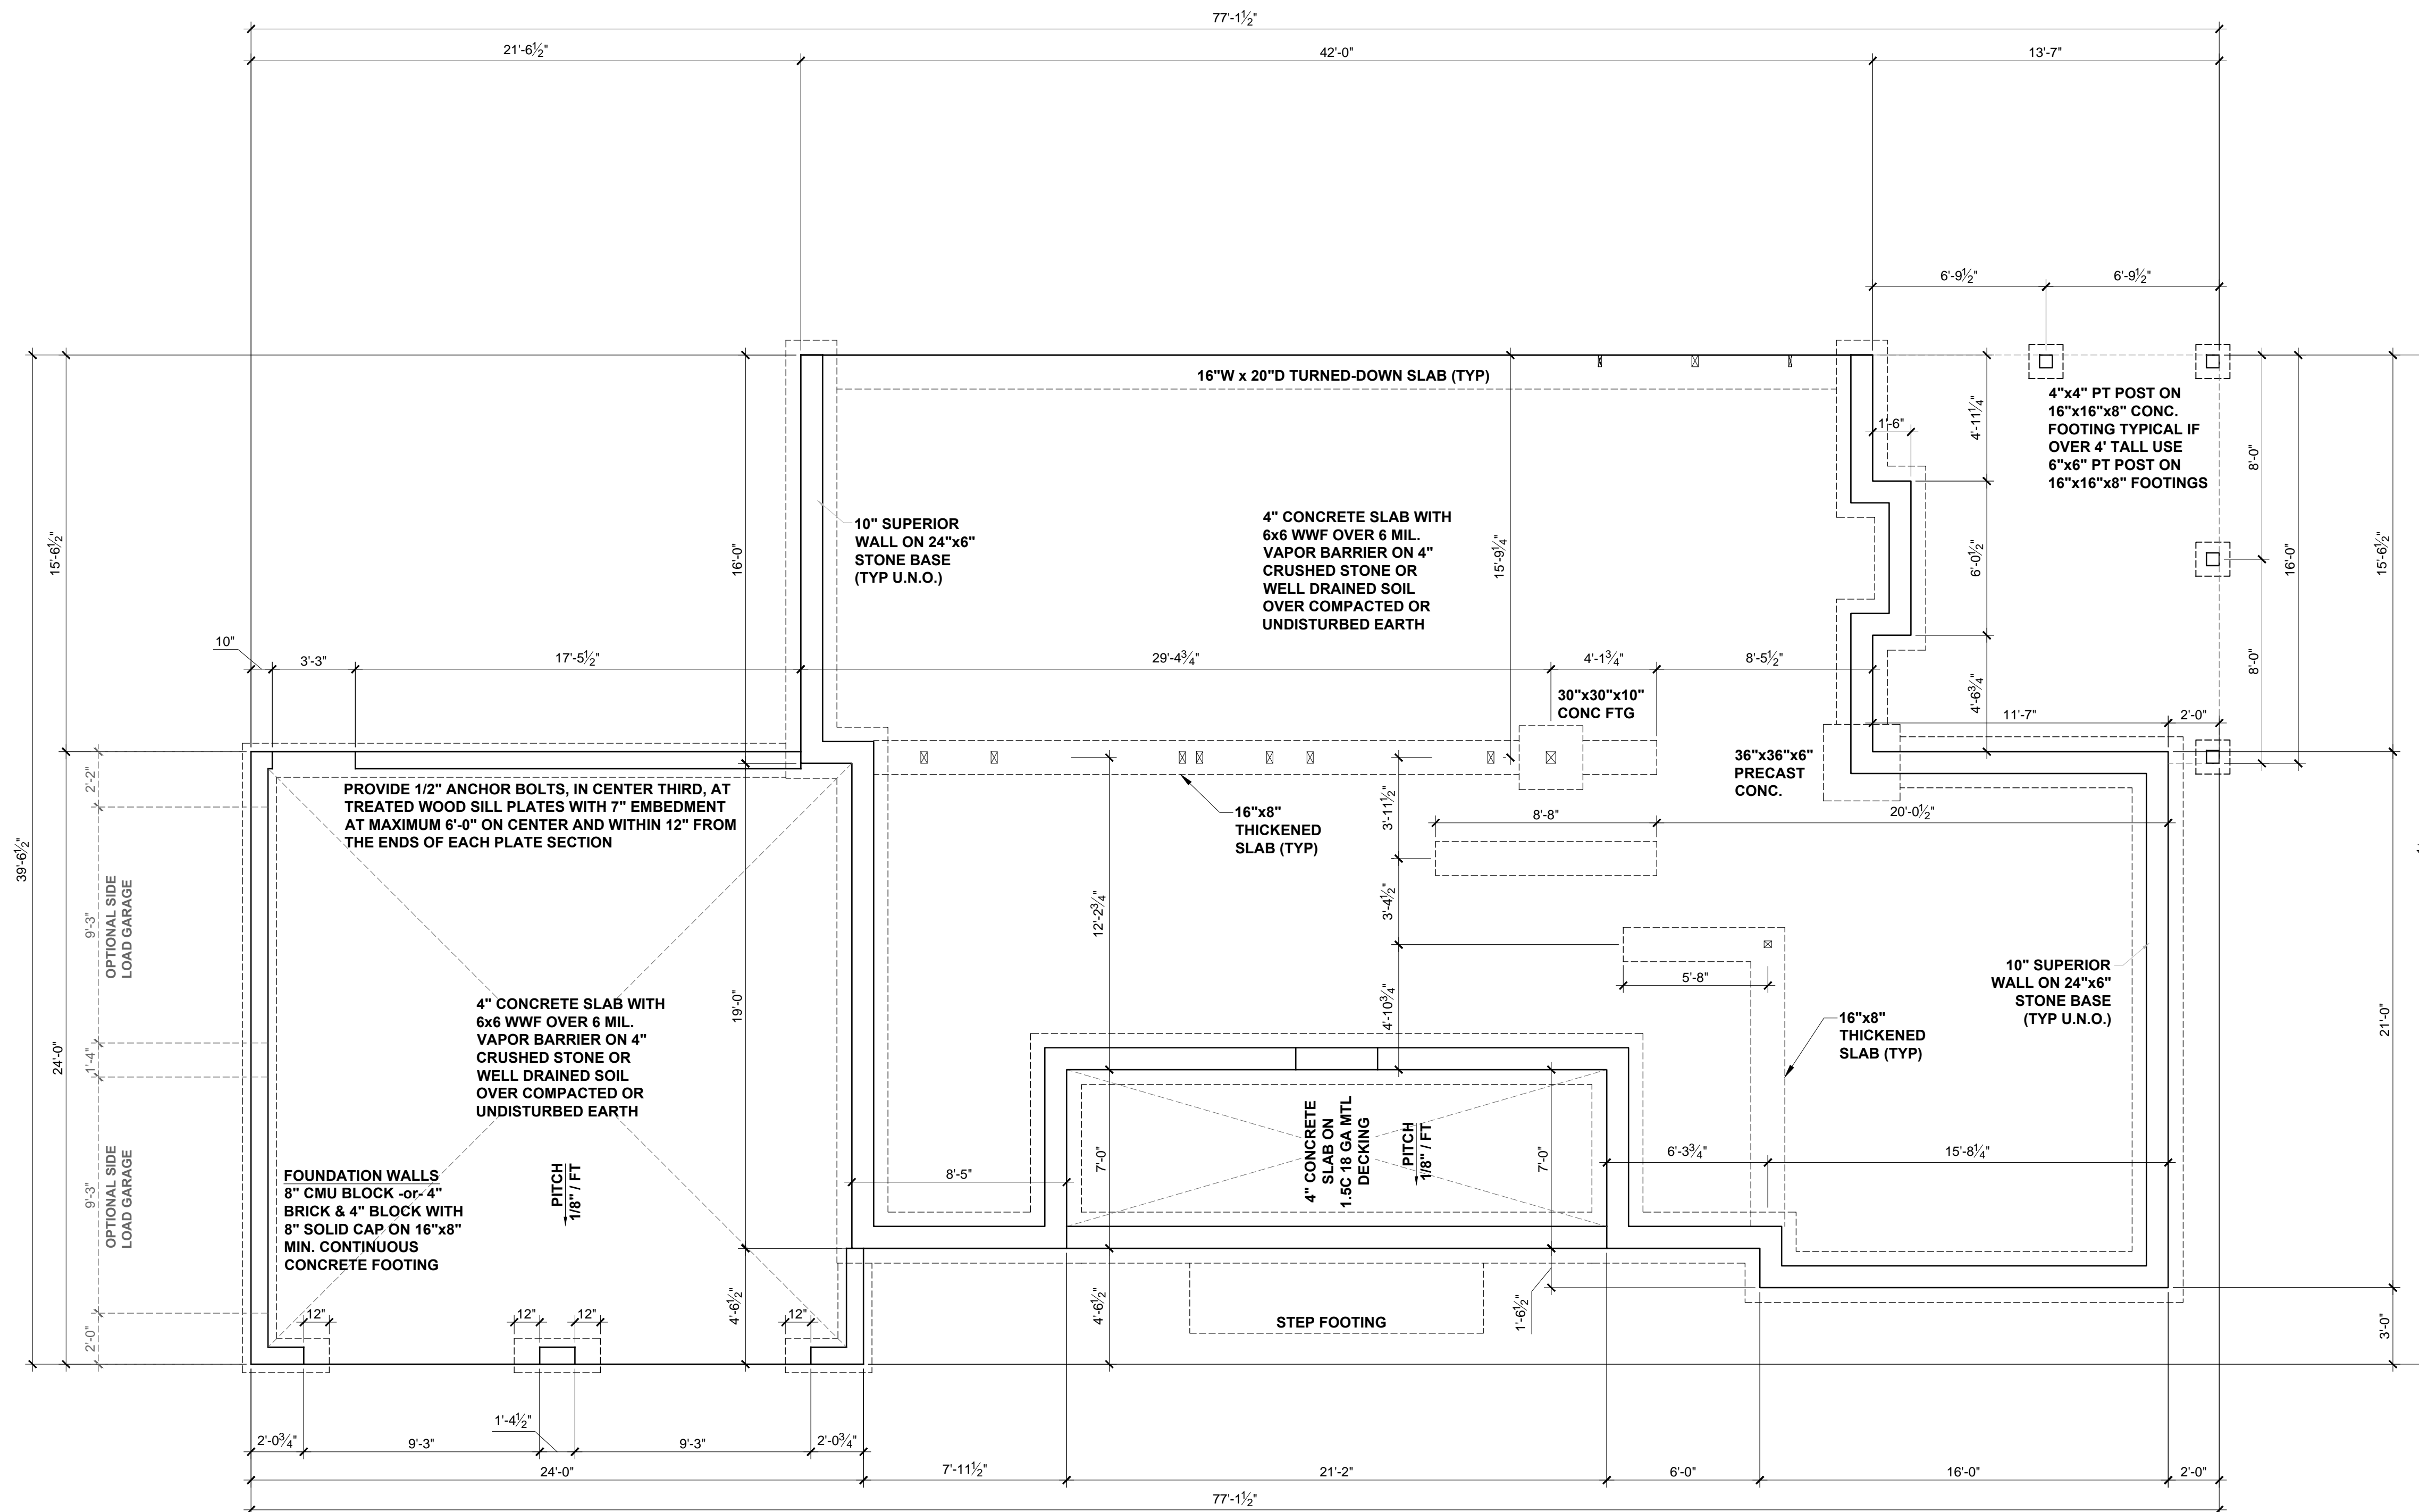 77'-1½"
21'-6½"
42'-0"
13'-7"
6'-9½"
6'-9½"
16"W x 20"D TURNED-DOWN SLAB (TYP)
4"x4" PT POST ON
16"x16"x8" CONC.
FOOTING TYPICAL IF
OVER 4' TALL USE
6"x6" PT POST ON
16"x16"x8" FOOTINGS
1'-6"
4'-11¼"
8'-0"
15'-6½"
16'-0"
10" SUPERIOR
WALL ON 24"x6"
STONE BASE
(TYP U.N.O.)
4" CONCRETE SLAB WITH
6x6 WWF OVER 6 MIL.
VAPOR BARRIER ON 4"
CRUSHED STONE OR
WELL DRAINED SOIL
OVER COMPACTED OR
UNDISTURBED EARTH
15'-9¼"
6'-0½"
16'-0"
15'-6½"
10"
3'-3"
17'-5½"
29'-4¾"
4'-1¾"
8'-5½"
4'-6¾"
8'-0"
30"x30"x10"
CONC FTG
11'-7"
2'-0"
36"x36"x6"
PRECAST
CONC.
2'-2"
PROVIDE 1/2" ANCHOR BOLTS, IN CENTER THIRD, AT
TREATED WOOD SILL PLATES WITH 7" EMBEDMENT
AT MAXIMUM 6'-0" ON CENTER AND WITHIN 12" FROM
THE ENDS OF EACH PLATE SECTION
16"x8"
THICKENED
SLAB (TYP)
3'-11½"
8'-8"
20'-0½"
39'-6½"
9'-3"
OPTIONAL SIDE
LOAD GARAGE
12'-2¾"
3'-4½"
5'-8"
10" SUPERIOR
WALL ON 24"x6"
STONE BASE
(TYP U.N.O.)
4" CONCRETE SLAB WITH
6x6 WWF OVER 6 MIL.
VAPOR BARRIER ON 4"
CRUSHED STONE OR
WELL DRAINED SOIL
OVER COMPACTED OR
UNDISTURBED EARTH
19'-0"
4'-10¾"
16"x8"
THICKENED
SLAB (TYP)
21'-0"
24'-0"
1'-4"
9'-3"
OPTIONAL SIDE
LOAD GARAGE
FOUNDATION WALLS
8" CMU BLOCK -or- 4"
BRICK & 4" BLOCK WITH
8" SOLID CAP ON 16"x8"
MIN. CONTINUOUS
CONCRETE FOOTING
PITCH
1/8" / FT
8'-5"
7'-0"
4" CONCRETE
SLAB ON
1.5C 18 GA MTL
DECKING
PITCH
1/8" / FT
7'-0"
6'-3¾"
15'-8¼"
2'-0"
12"
12"
12"
12"
4'-6½"
4'-6½"
STEP FOOTING
1'-6½"
3'-0"
1'-4½"
2'-0¾"
9'-3"
9'-3"
2'-0¾"
24'-0"
7'-11½"
21'-2"
6'-0"
16'-0"
2'-0"
77'-1½"